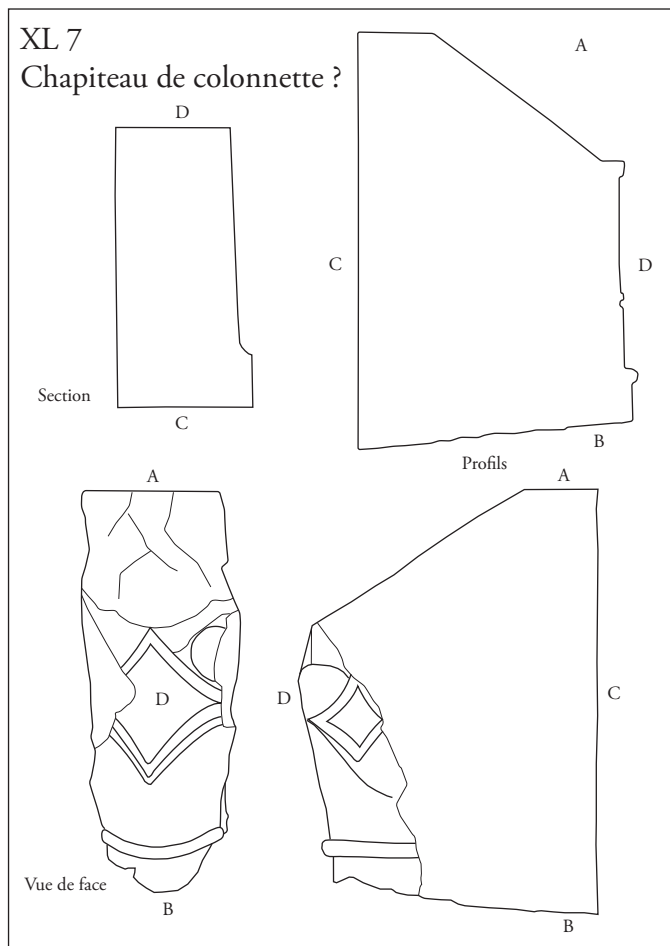 XL 7
Chapiteau de colonnette ?
A
D
C
D
Section
C
B
Profils
A
A
D
D
C
Vue de face
B
B